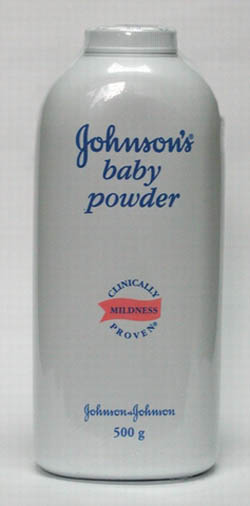 Johnson's®
baby
powder
CLINICALLY
MILDNESS
PROVEN®
Johnson & Johnson
500 g